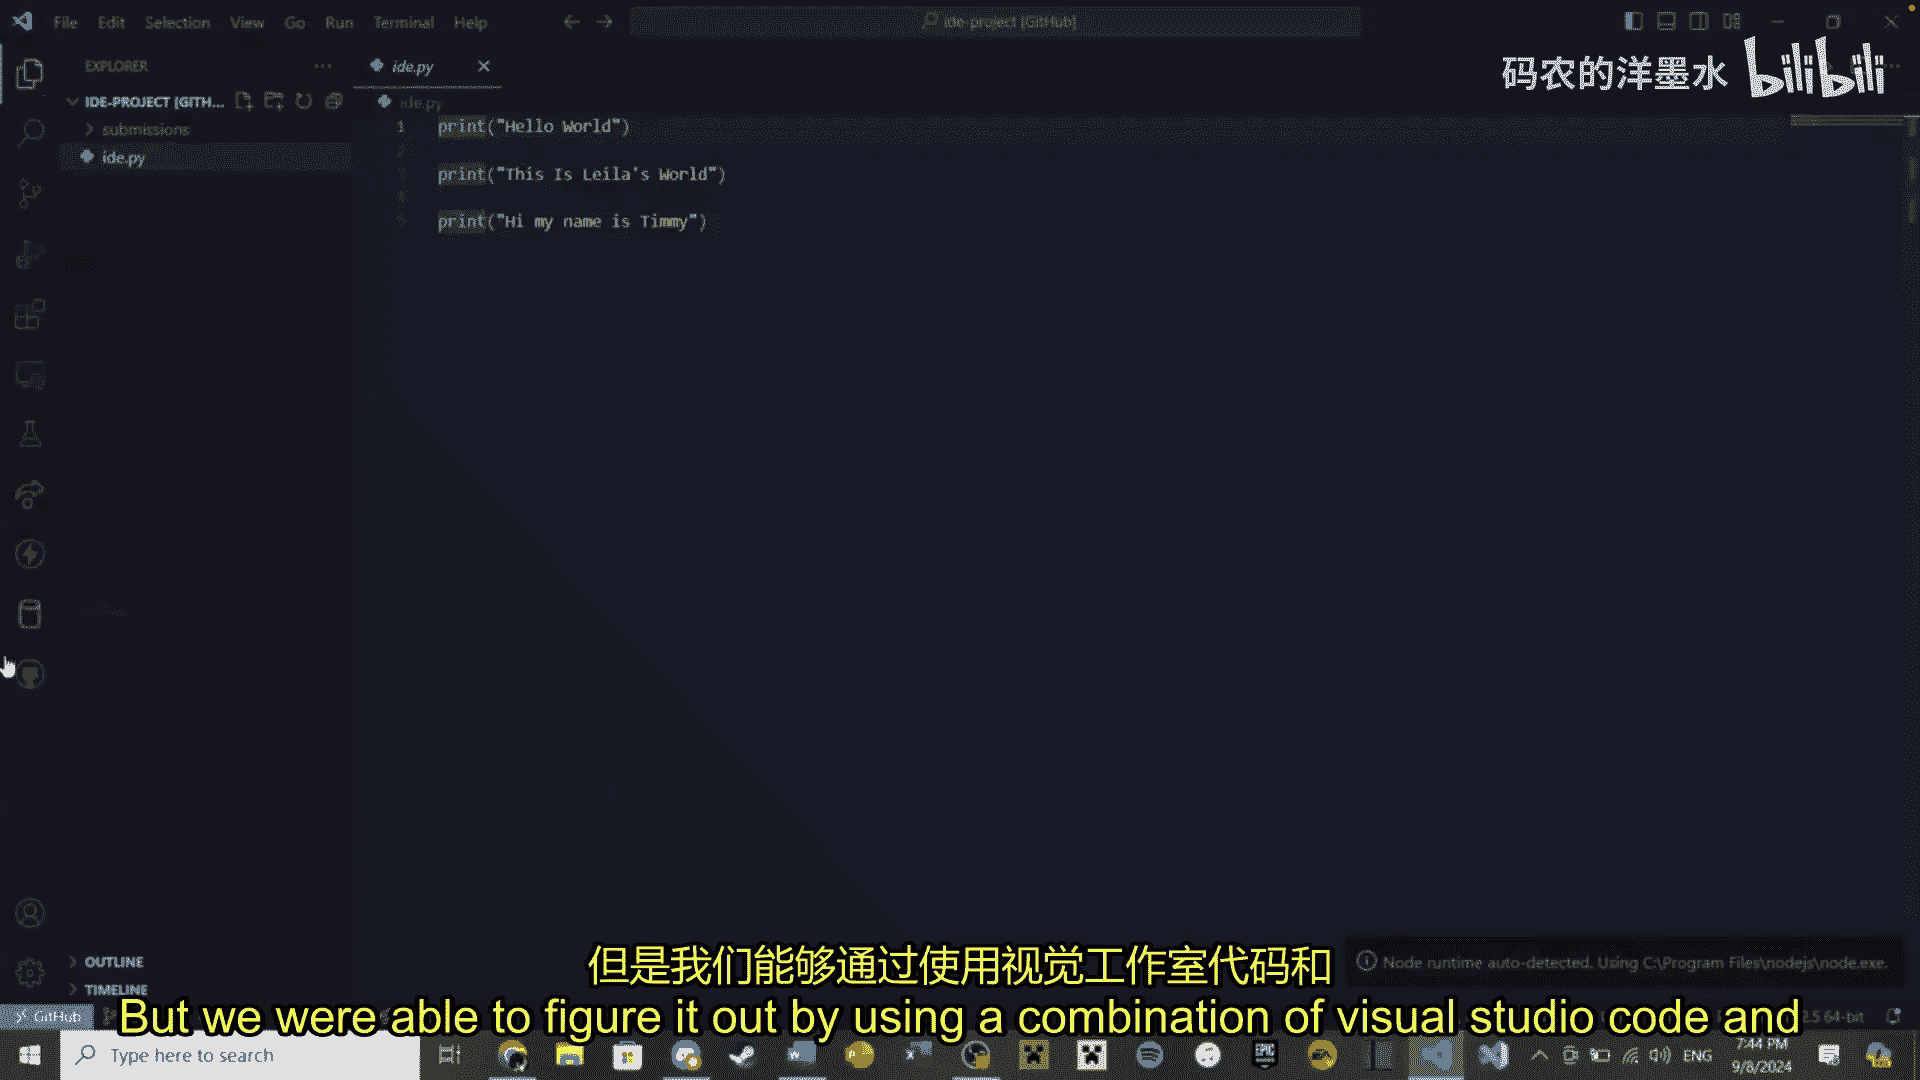 File Edit Selection View Go Run Terminal Help
ide-project [GitHub]
码农的洋墨水 bilibili
EXPLORER
ide.py
IDE-PROJECT [GITH...
ide.py
submissions
ide.py
1 print("Hello World")
print("This Is Leila's World")
print("Hi my name is Timmy")
OUTLINE
TIMELINE
Node runtime auto-detected. Using C:\Program Files\nodejs\node.exe.
但是我们能够通过使用视觉工作室代码和
But we were able to figure it out by using a combination of visual studio code and
GitHub
64-bit
Type here to search
EPIC
ENG
7:44 PM
9/8/2024